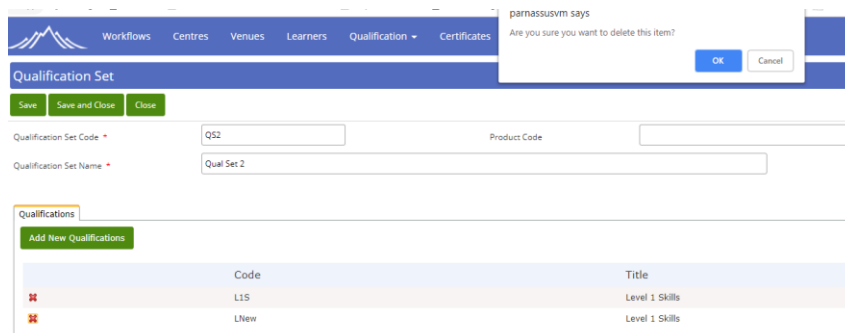 parnassusvm says
Are you sure you want to delete this item?
OK Cancel
Workflows Centres Venues Learners Qualification Certificates
Qualification Set
Save Save and Close Close
Qualification Set Code * QS2 Product Code
Qualification Set Name * Qual Set 2
Qualifications
Add New Qualifications
Code Title
L1S Level 1 Skills
LNew Level 1 Skills